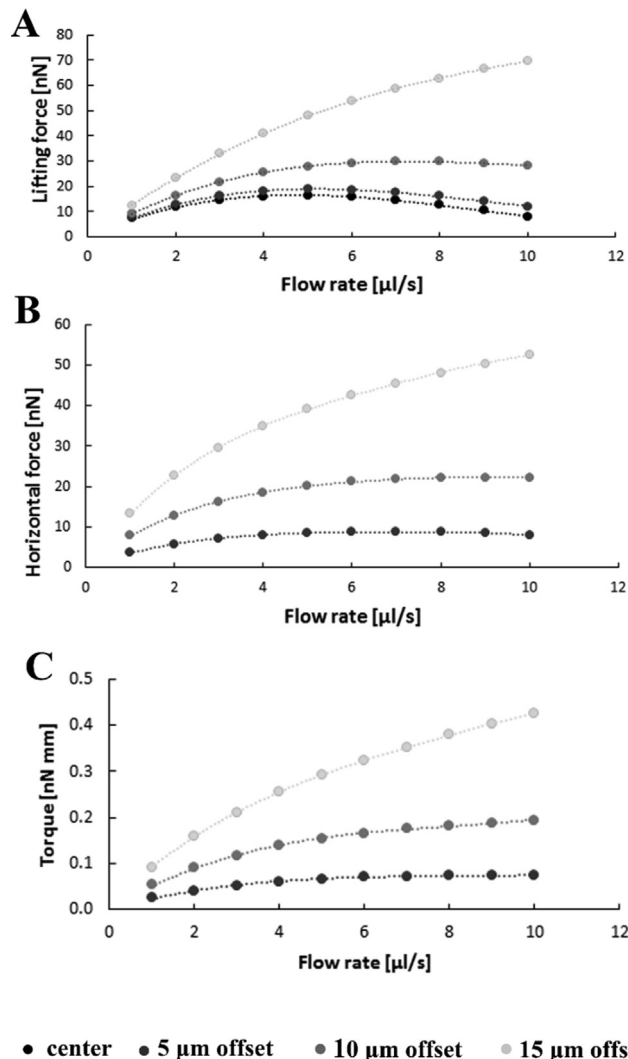 A
Lifting force [nN]
80
70
60
50
40
30
20
10
0
0 2 4 6 8 10 12
Flow rate [µl/s]
B
Horizontal force [nN]
60
50
40
30
20
10
0
0 2 4 6 8 10 12
Flow rate [µl/s]
C
Torque [nN mm]
0.5
0.4
0.3
0.2
0.1
0.0
0 2 4 6 8 10 12
Flow rate [µl/s]
• center • 5 µm offset • 10 µm offset • 15 µm offs